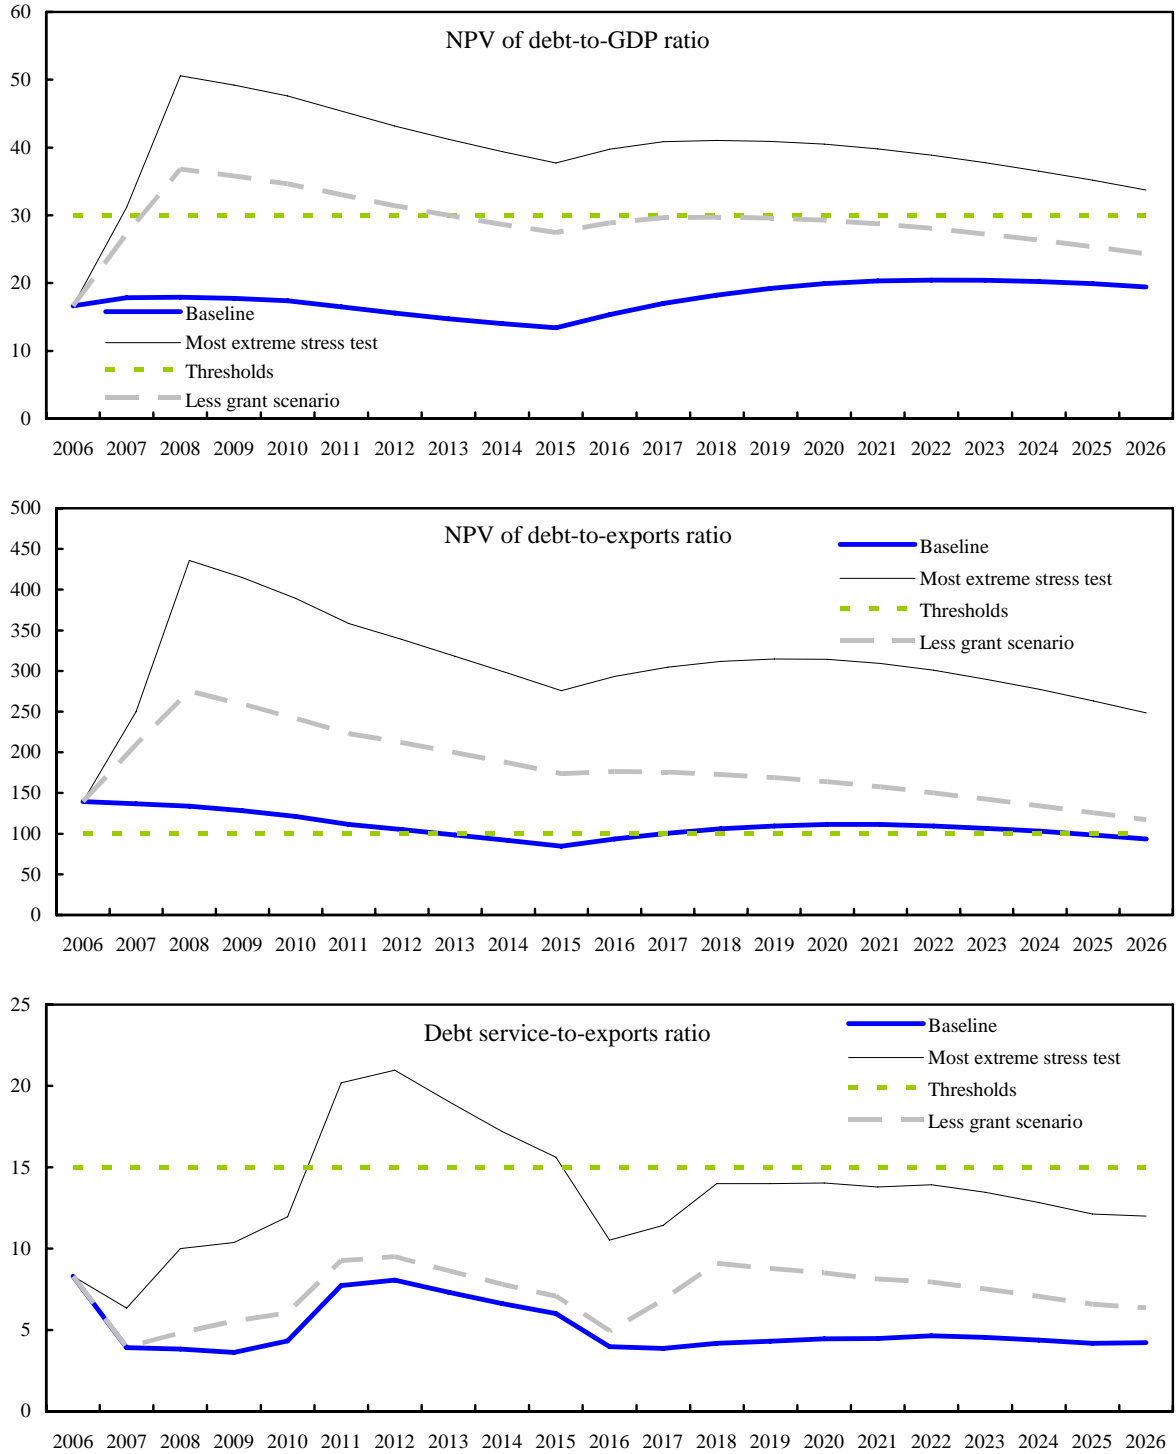 NPV of debt-to-GDP ratio
60
50
40
30
20
10
0
Baseline
Most extreme stress test
Thresholds
Less grant scenario
2006 2007 2008 2009 2010 2011 2012 2013 2014 2015 2016 2017 2018 2019 2020 2021 2022 2023 2024 2025 2026
NPV of debt-to-exports ratio
500
450
400
350
300
250
200
150
100
50
0
Baseline
Most extreme stress test
Thresholds
Less grant scenario
2006 2007 2008 2009 2010 2011 2012 2013 2014 2015 2016 2017 2018 2019 2020 2021 2022 2023 2024 2025 2026
Debt service-to-exports ratio
25
20
15
10
5
0
Baseline
Most extreme stress test
Thresholds
Less grant scenario
2006 2007 2008 2009 2010 2011 2012 2013 2014 2015 2016 2017 2018 2019 2020 2021 2022 2023 2024 2025 2026